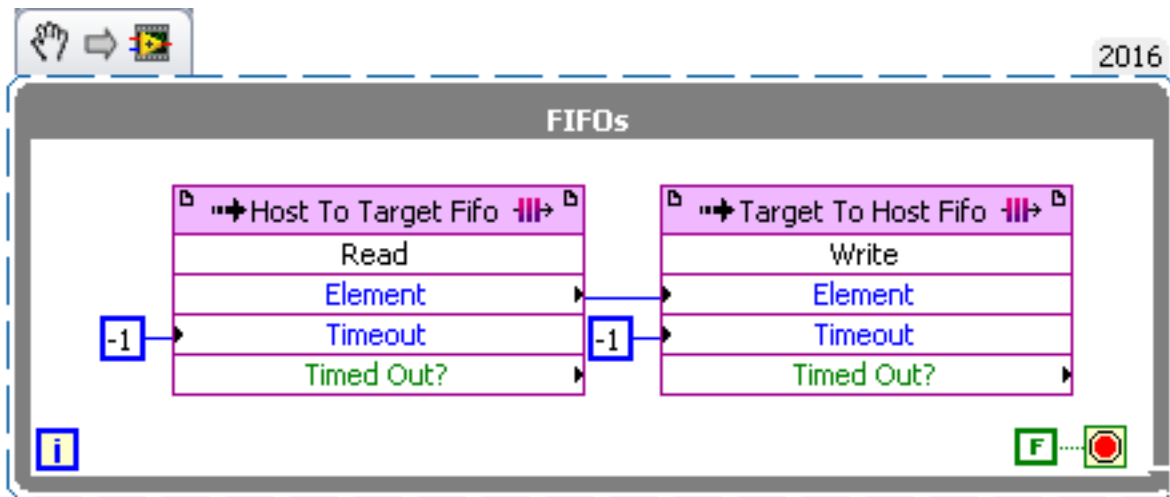 2016
FIFOs
Host To Target Fifo Target To Host Fifo
Read Write
Element Element
-1 Timeout -1 Timeout
Timed Out? Timed Out?
i F